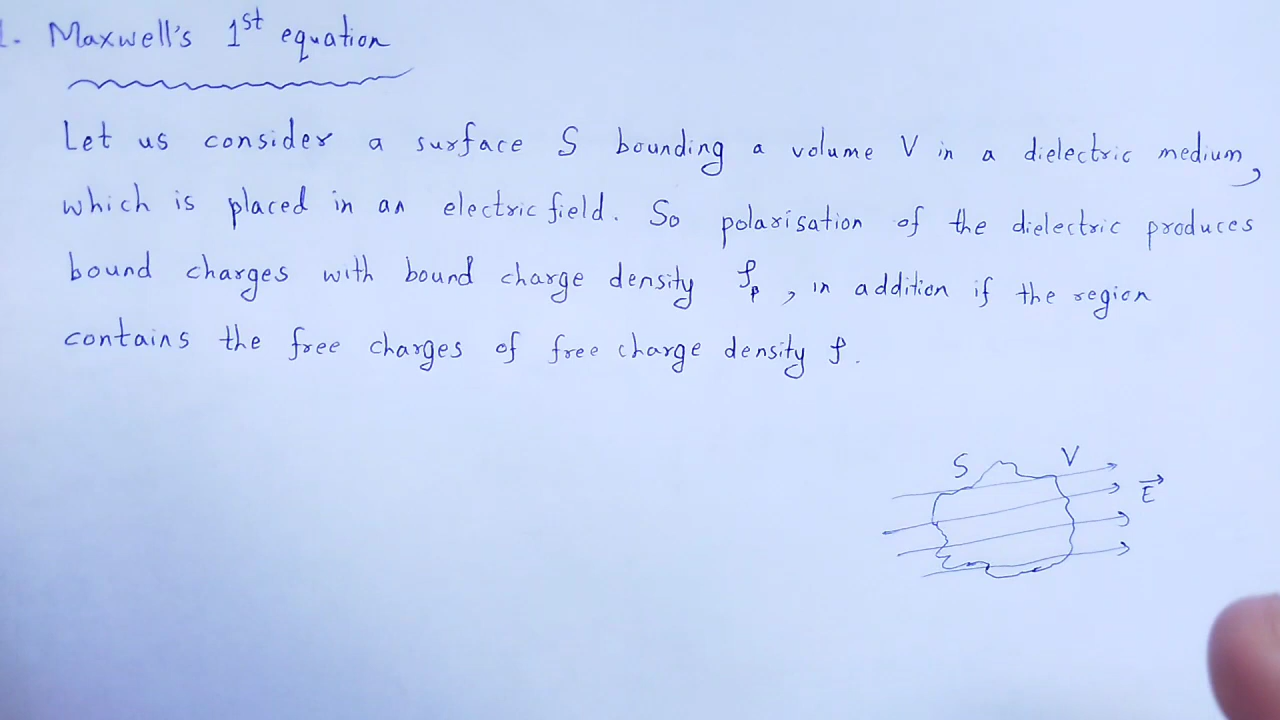 1. Maxwell's 1st equation
Let us consider a surface S bounding a volume V in a dielectric medium,
which is placed in an electric field. So polarisation of the dielectric produces
bound charges with bound charge density ρₚ, in addition if the region
contains the free charges of free charge density ρ.
S V
E⃗